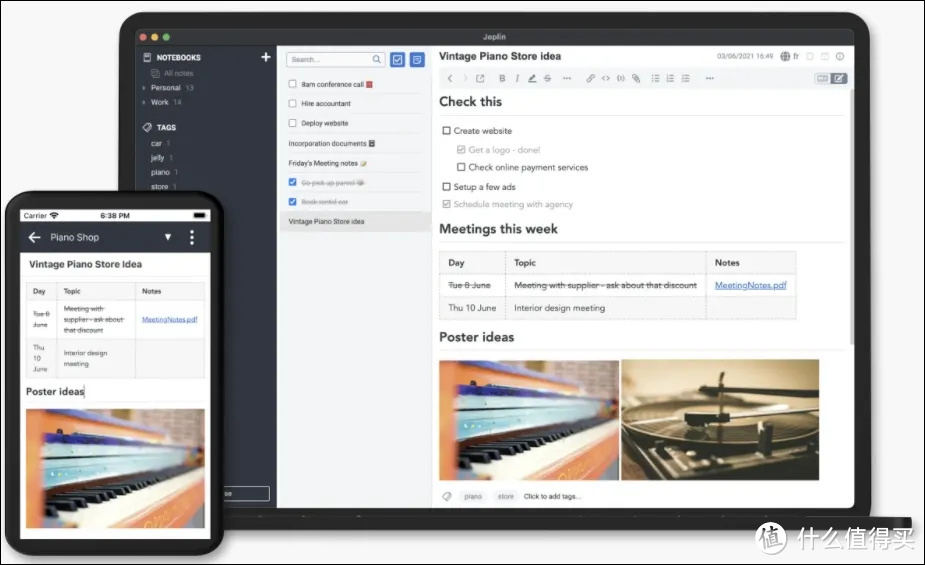 Joplin
NOTEBOOKS
All notes
Personal 13
Work 14
TAGS
car 1
jelly 1
piano 1
store 1
Search...
8am conference call
Hire accountant
Deploy website
Incorporation documents
Friday's Meeting notes
Go pick up parcel
Book rental car
Vintage Piano Store idea
Vintage Piano Store idea
03/06/2021 16:49 fr
Check this
Create website
Get a logo - done!
Check online payment services
Setup a few ads
Schedule meeting with agency
Meetings this week
Day Topic Notes
Tue 8 June Meeting with supplier - ask about that discount MeetingNotes.pdf
Thu 10 June Interior design meeting
Poster ideas
piano store Click to add tags...
Carrier 6:38 PM
Piano Shop
Vintage Piano Store Idea
Day Topic Notes
Tue 8 June
Meeting with supplier - ask about that discount
MeetingNotes.pdf
Thu 10 June
Interior design meeting
Poster ideas
值 什么值得买